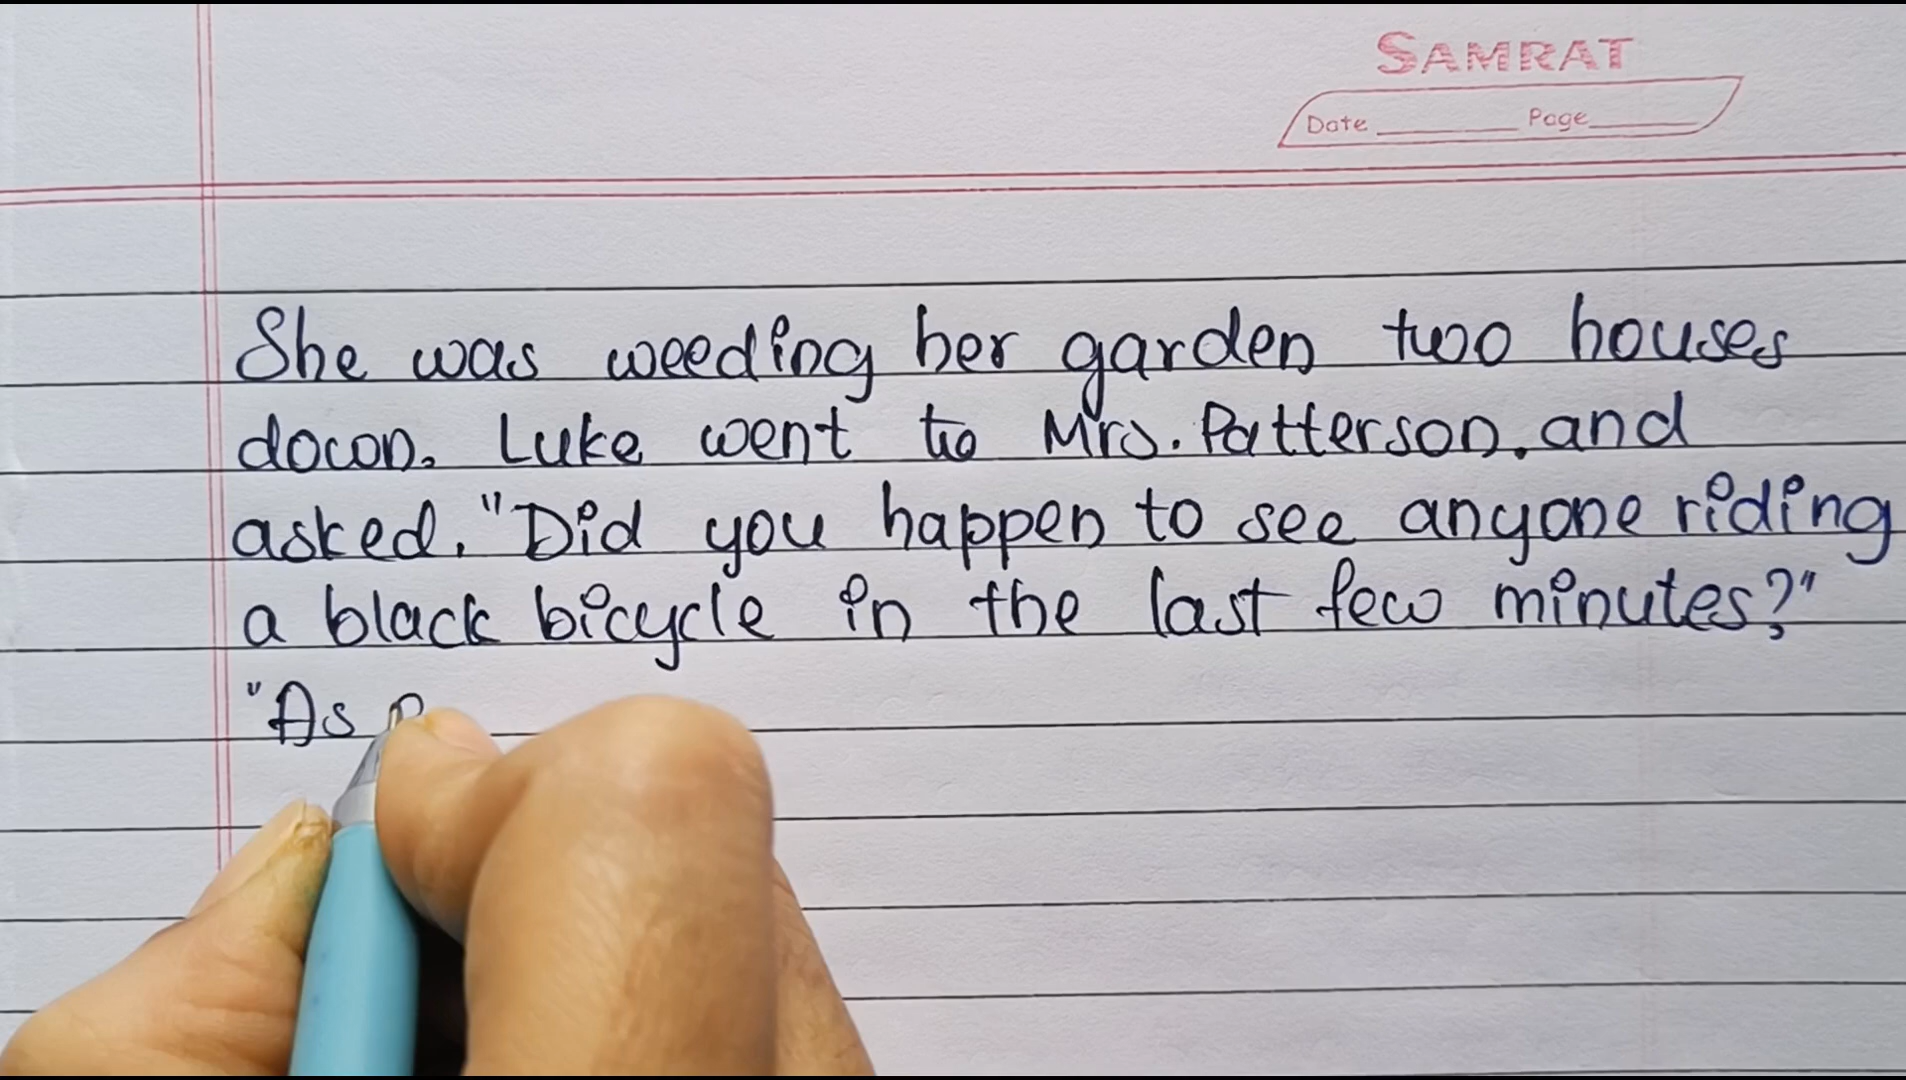 SAMRAT
Date Page
She was weeding her garden two houses
down. Luke went to Mrs. Patterson. and
asked. "Did you happen to see anyone riding
a black bicycle in the last few minutes?"
"As